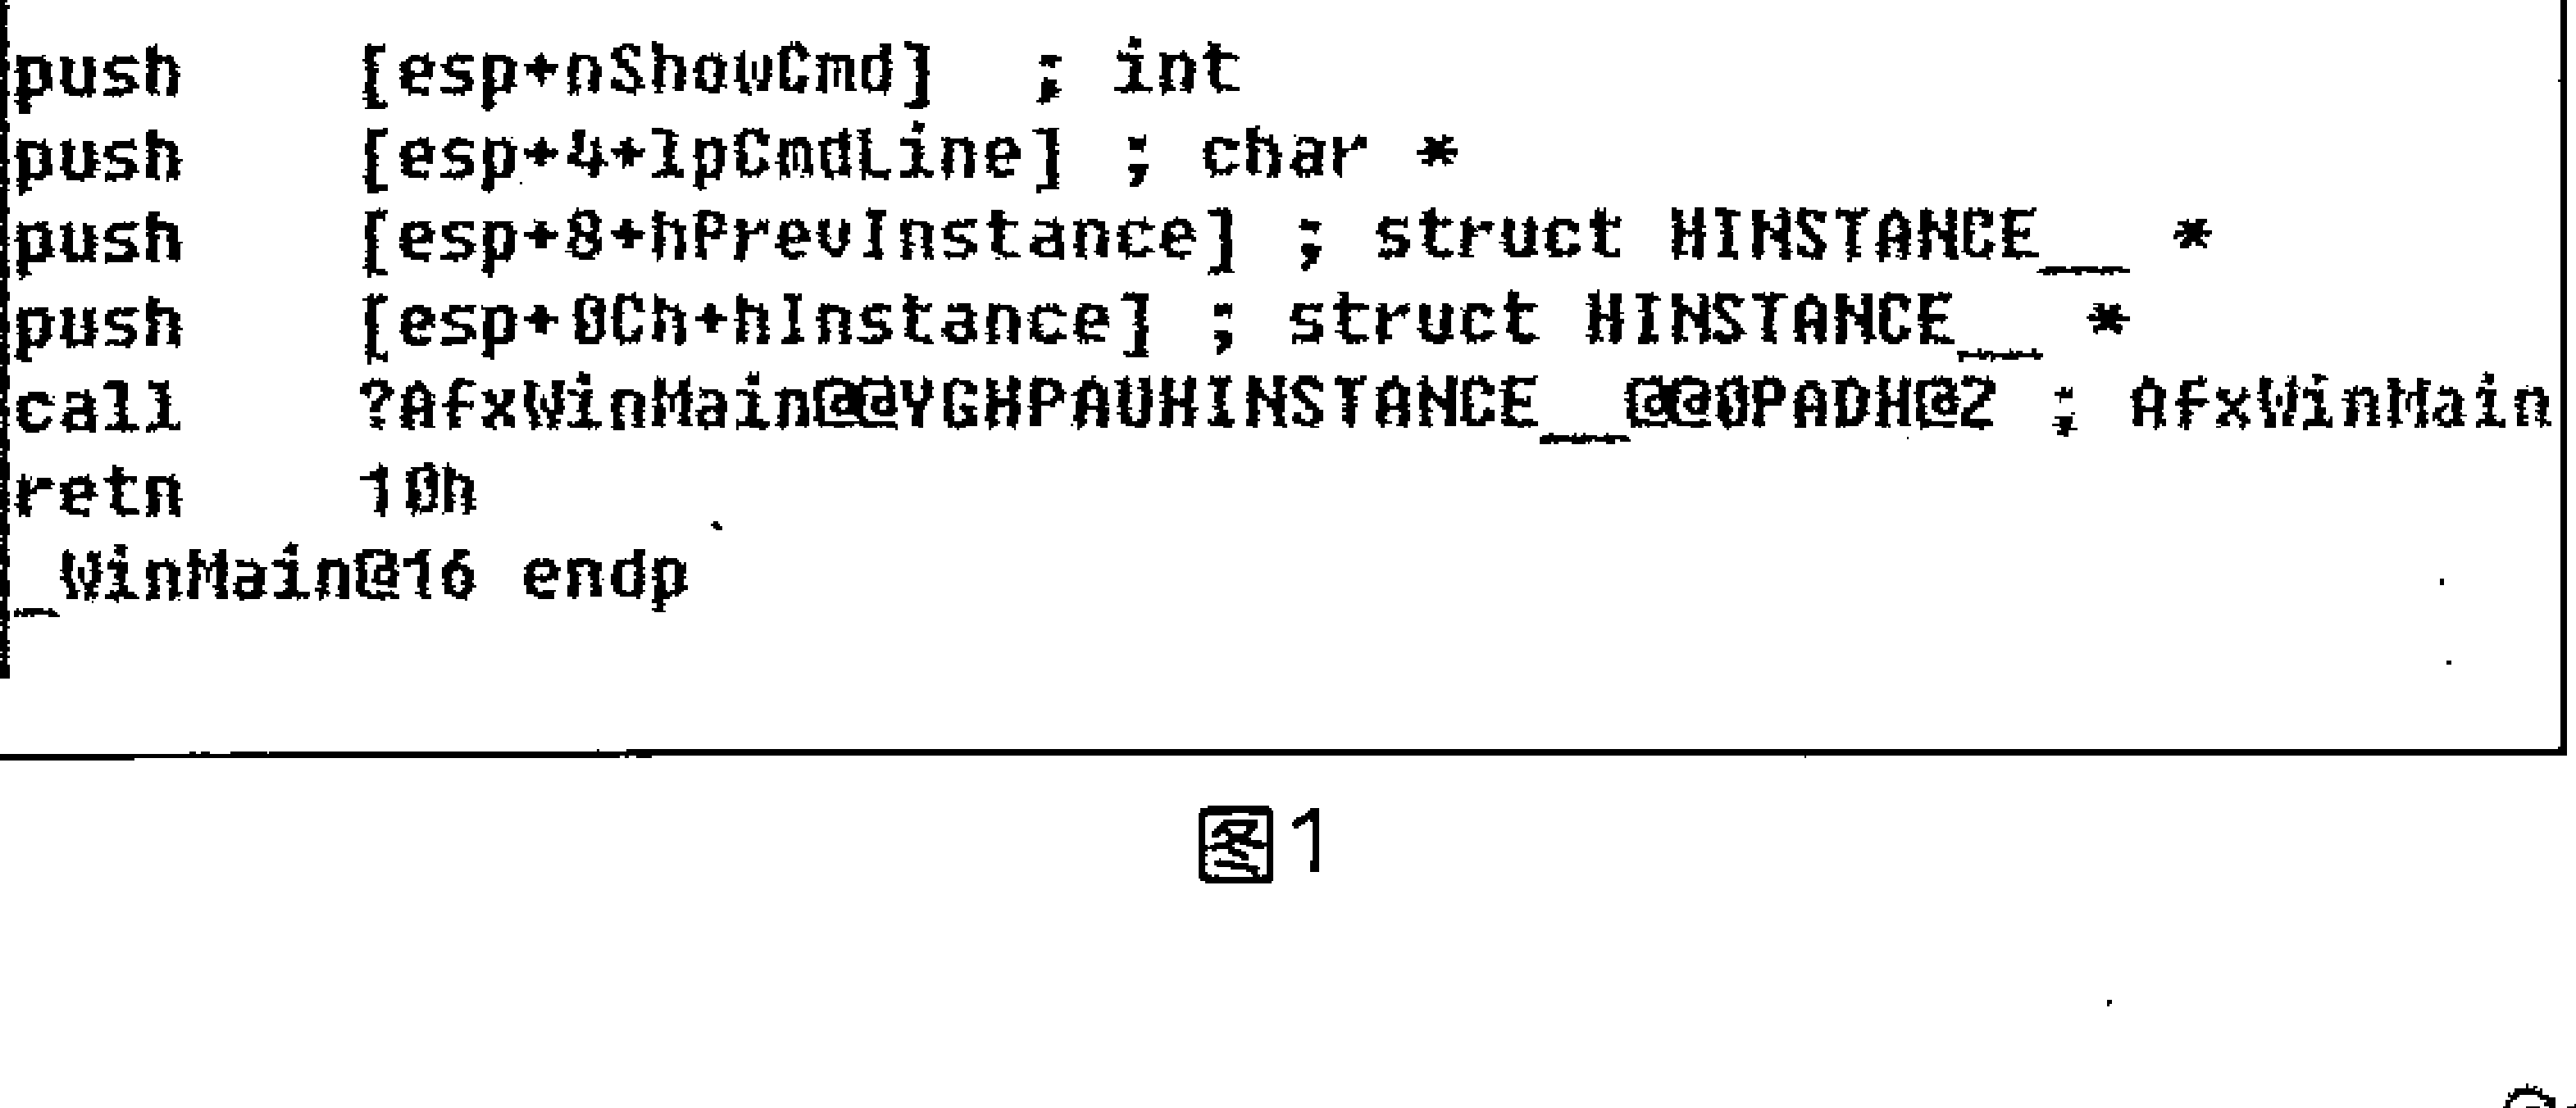 push [esp+nShowCmd] ; int
push [esp+4+lpCmdLine] ; char *
push [esp+8+hPrevInstance] ; struct HINSTANCE__ *
push [esp+0Ch+hInstance] ; struct HINSTANCE__ *
call ?AfxWinMain@@YGHPAUHINSTANCE__@@0PADH@Z ; AfxWinMain
retn 10h
_WinMain@16 endp
图1